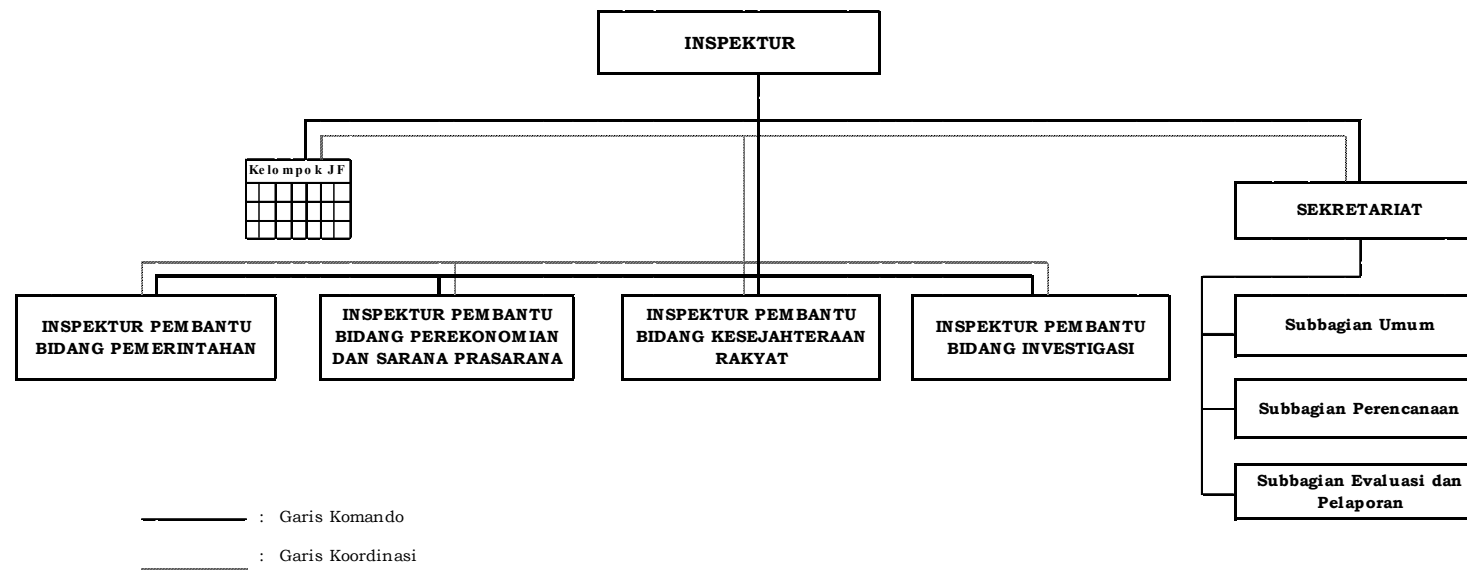 INSPEKTUR
Kelompok JF
SEKRETARIAT
INSPEKTUR PEMBANTU
BIDANG PEMERINTAHAN
INSPEKTUR PEMBANTU
BIDANG PEREKONOMIAN
DAN SARANA PRASARANA
INSPEKTUR PEMBANTU
BIDANG KESEJAHTERAAN
RAKYAT
INSPEKTUR PEMBANTU
BIDANG INVESTIGASI
Subbagian Umum
Subbagian Perencanaan
Subbagian Evaluasi dan
Pelaporan
: Garis Komando
: Garis Koordinasi